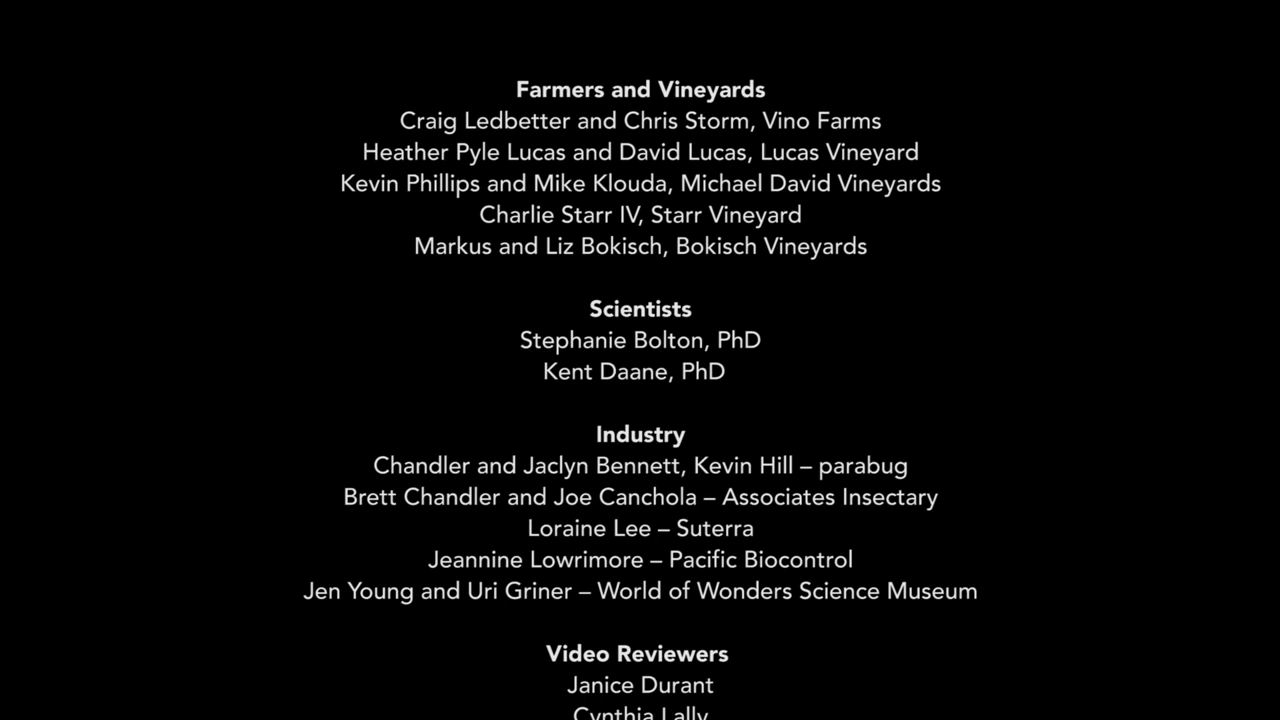 Farmers and Vineyards
Craig Ledbetter and Chris Storm, Vino Farms
Heather Pyle Lucas and David Lucas, Lucas Vineyard
Kevin Phillips and Mike Klouda, Michael David Vineyards
Charlie Starr IV, Starr Vineyard
Markus and Liz Bokisch, Bokisch Vineyards
Scientists
Stephanie Bolton, PhD
Kent Daane, PhD
Industry
Chandler and Jaclyn Bennett, Kevin Hill – parabug
Brett Chandler and Joe Canchola – Associates Insectary
Loraine Lee – Suterra
Jeannine Lowrimore – Pacific Biocontrol
Jen Young and Uri Griner – World of Wonders Science Museum
Video Reviewers
Janice Durant
Cynthia Lally